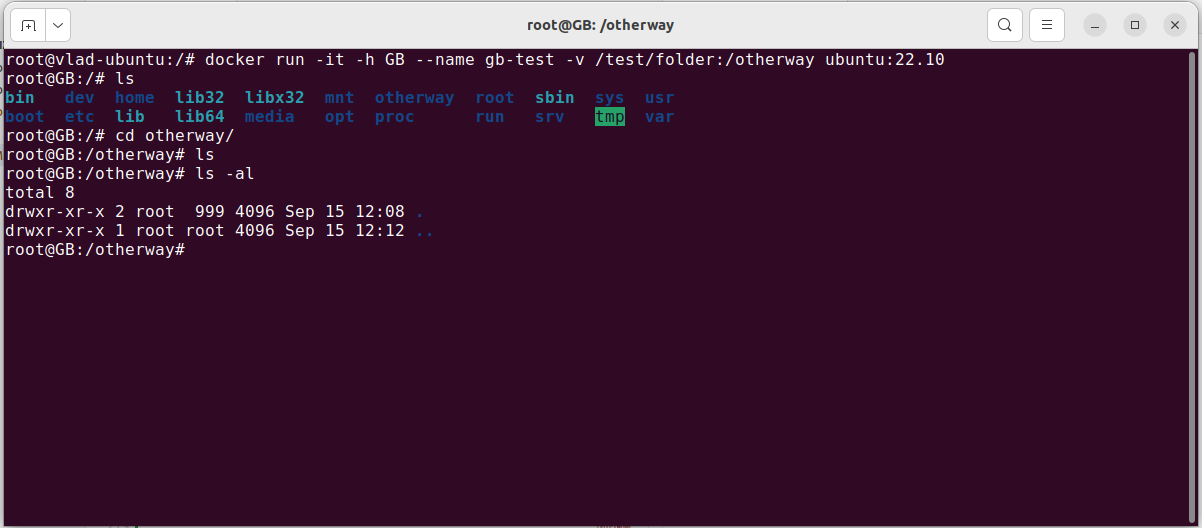 root@GB: /otherway
root@vlad-ubuntu:/# docker run -it -h GB --name gb-test -v /test/folder:/otherway ubuntu:22.10
root@GB:/# ls
bin   dev  home  lib32  libx32  mnt  otherway  root  sbin  sys  usr
boot  etc  lib   lib64  media   opt  proc      run   srv   tmp  var
root@GB:/# cd otherway/
root@GB:/otherway# ls
root@GB:/otherway# ls -al
total 8
drwxr-xr-x 2 root  999 4096 Sep 15 12:08 .
drwxr-xr-x 1 root root 4096 Sep 15 12:12 ..
root@GB:/otherway#